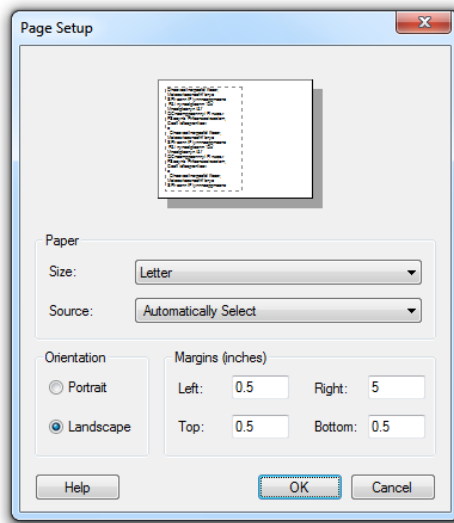 Page Setup
Paper
Size: Letter
Source: Automatically Select
Orientation
Portrait
Landscape
Margins (inches)
Left: 0.5 Right: 5
Top: 0.5 Bottom: 0.5
Help OK Cancel